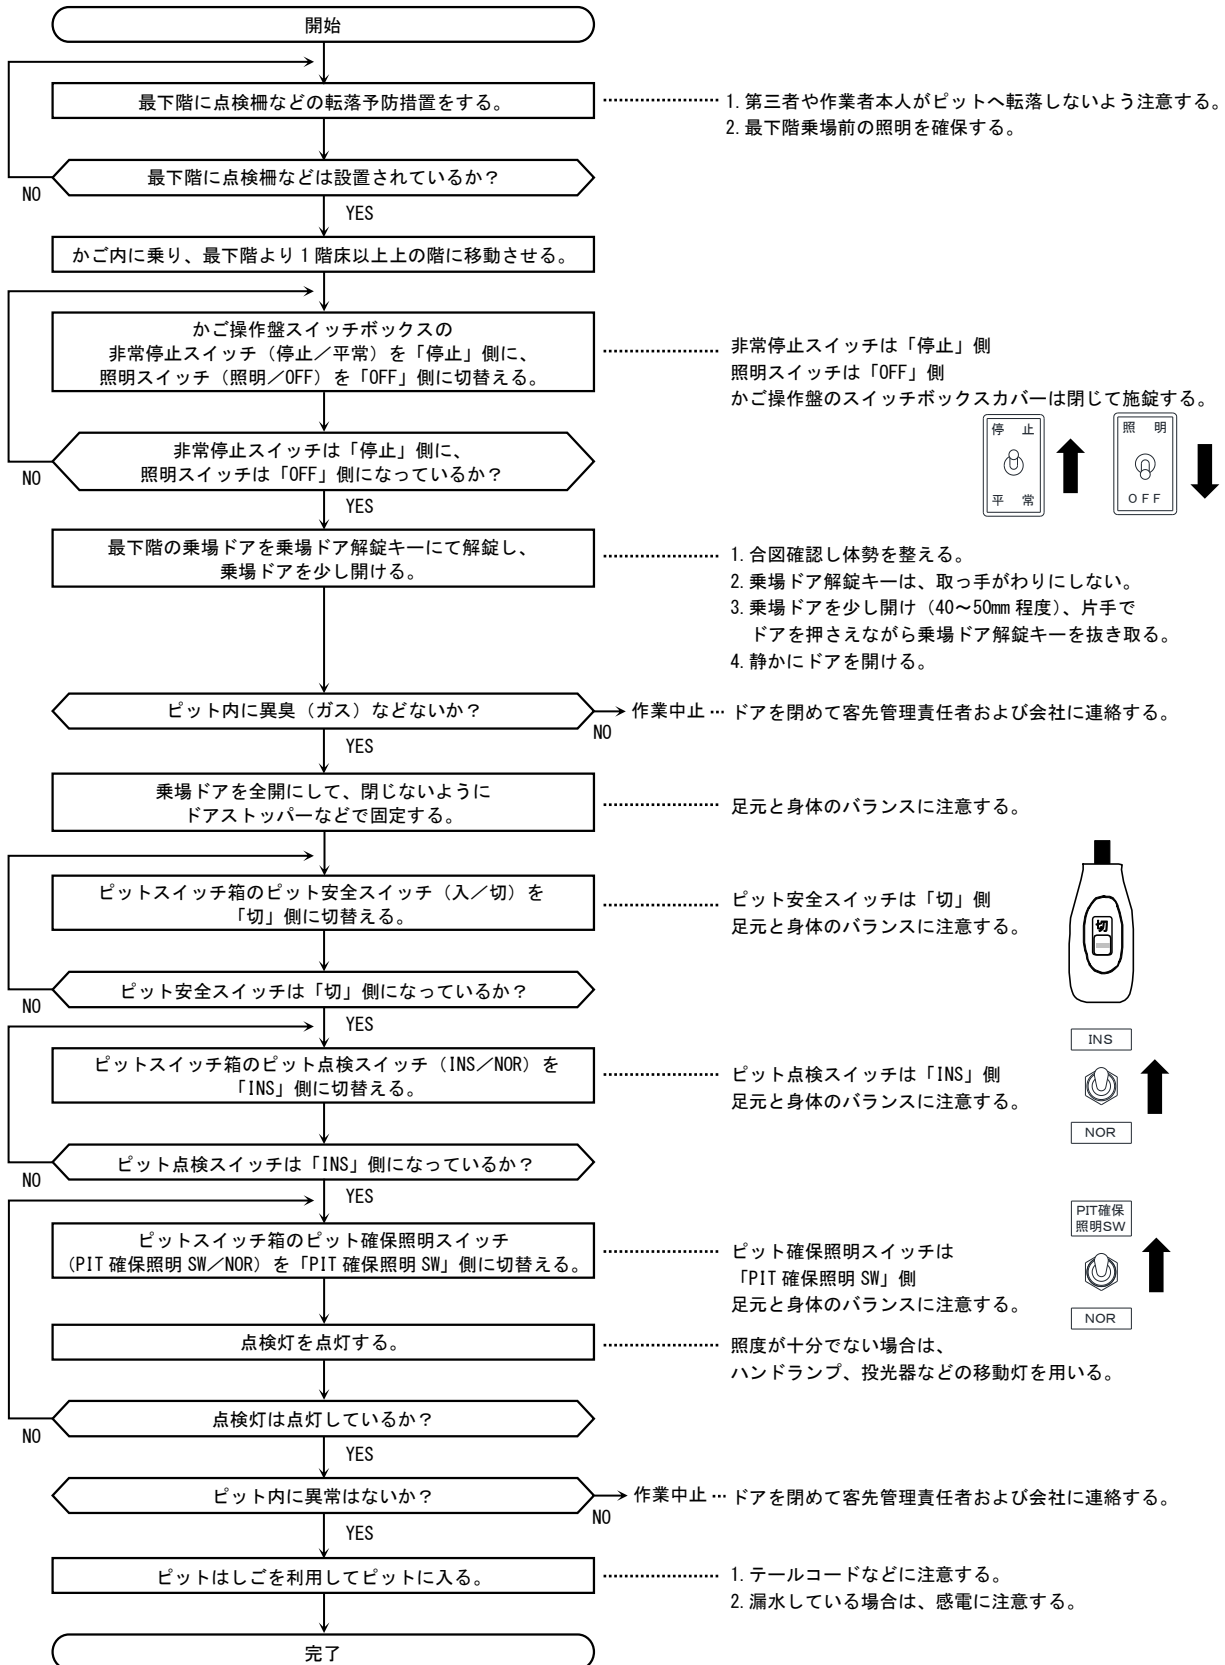 開始
最下階に点検柵などの転落予防措置をする。
1. 第三者や作業者本人がピットへ転落しないよう注意する。
2. 最下階乗場前の照明を確保する。
最下階に点検柵などは設置されているか?
NO
YES
かご内に乗り、最下階より1階床以上上の階に移動させる。
かご操作盤スイッチボックスの
非常停止スイッチ(停止/平常)を「停止」側に、
照明スイッチ(照明/OFF)を「OFF」側に切替える。
非常停止スイッチは「停止」側
照明スイッチは「OFF」側
かご操作盤のスイッチボックスカバーは閉じて施錠する。
停 止
平 常
照 明
OFF
非常停止スイッチは「停止」側に、
照明スイッチは「OFF」側になっているか?
NO
YES
最下階の乗場ドアを乗場ドア解錠キーにて解錠し、
乗場ドアを少し開ける。
1. 合図確認し体勢を整える。
2. 乗場ドア解錠キーは、取っ手がわりにしない。
3. 乗場ドアを少し開け(40~50mm 程度)、片手で
ドアを押さえながら乗場ドア解錠キーを抜き取る。
4. 静かにドアを開ける。
ピット内に異臭(ガス)などないか?
NO
作業中止 … ドアを閉めて客先管理責任者および会社に連絡する。
YES
乗場ドアを全開にして、閉じないように
ドアストッパーなどで固定する。
足元と身体のバランスに注意する。
ピットスイッチ箱のピット安全スイッチ(入/切)を
「切」側に切替える。
ピット安全スイッチは「切」側
足元と身体のバランスに注意する。
切
ピット安全スイッチは「切」側になっているか?
NO
YES
ピットスイッチ箱のピット点検スイッチ(INS/NOR)を
「INS」側に切替える。
ピット点検スイッチは「INS」側
足元と身体のバランスに注意する。
INS
NOR
ピット点検スイッチは「INS」側になっているか?
NO
YES
ピットスイッチ箱のピット確保照明スイッチ
(PIT 確保照明 SW/NOR)を「PIT 確保照明 SW」側に切替える。
ピット確保照明スイッチは
「PIT 確保照明 SW」側
足元と身体のバランスに注意する。
PIT確保
照明SW
NOR
点検灯を点灯する。
照度が十分でない場合は、
ハンドランプ、投光器などの移動灯を用いる。
点検灯は点灯しているか?
NO
YES
ピット内に異常はないか?
NO
作業中止 … ドアを閉めて客先管理責任者および会社に連絡する。
YES
ピットはしごを利用してピットに入る。
1. テールコードなどに注意する。
2. 漏水している場合は、感電に注意する。
完了